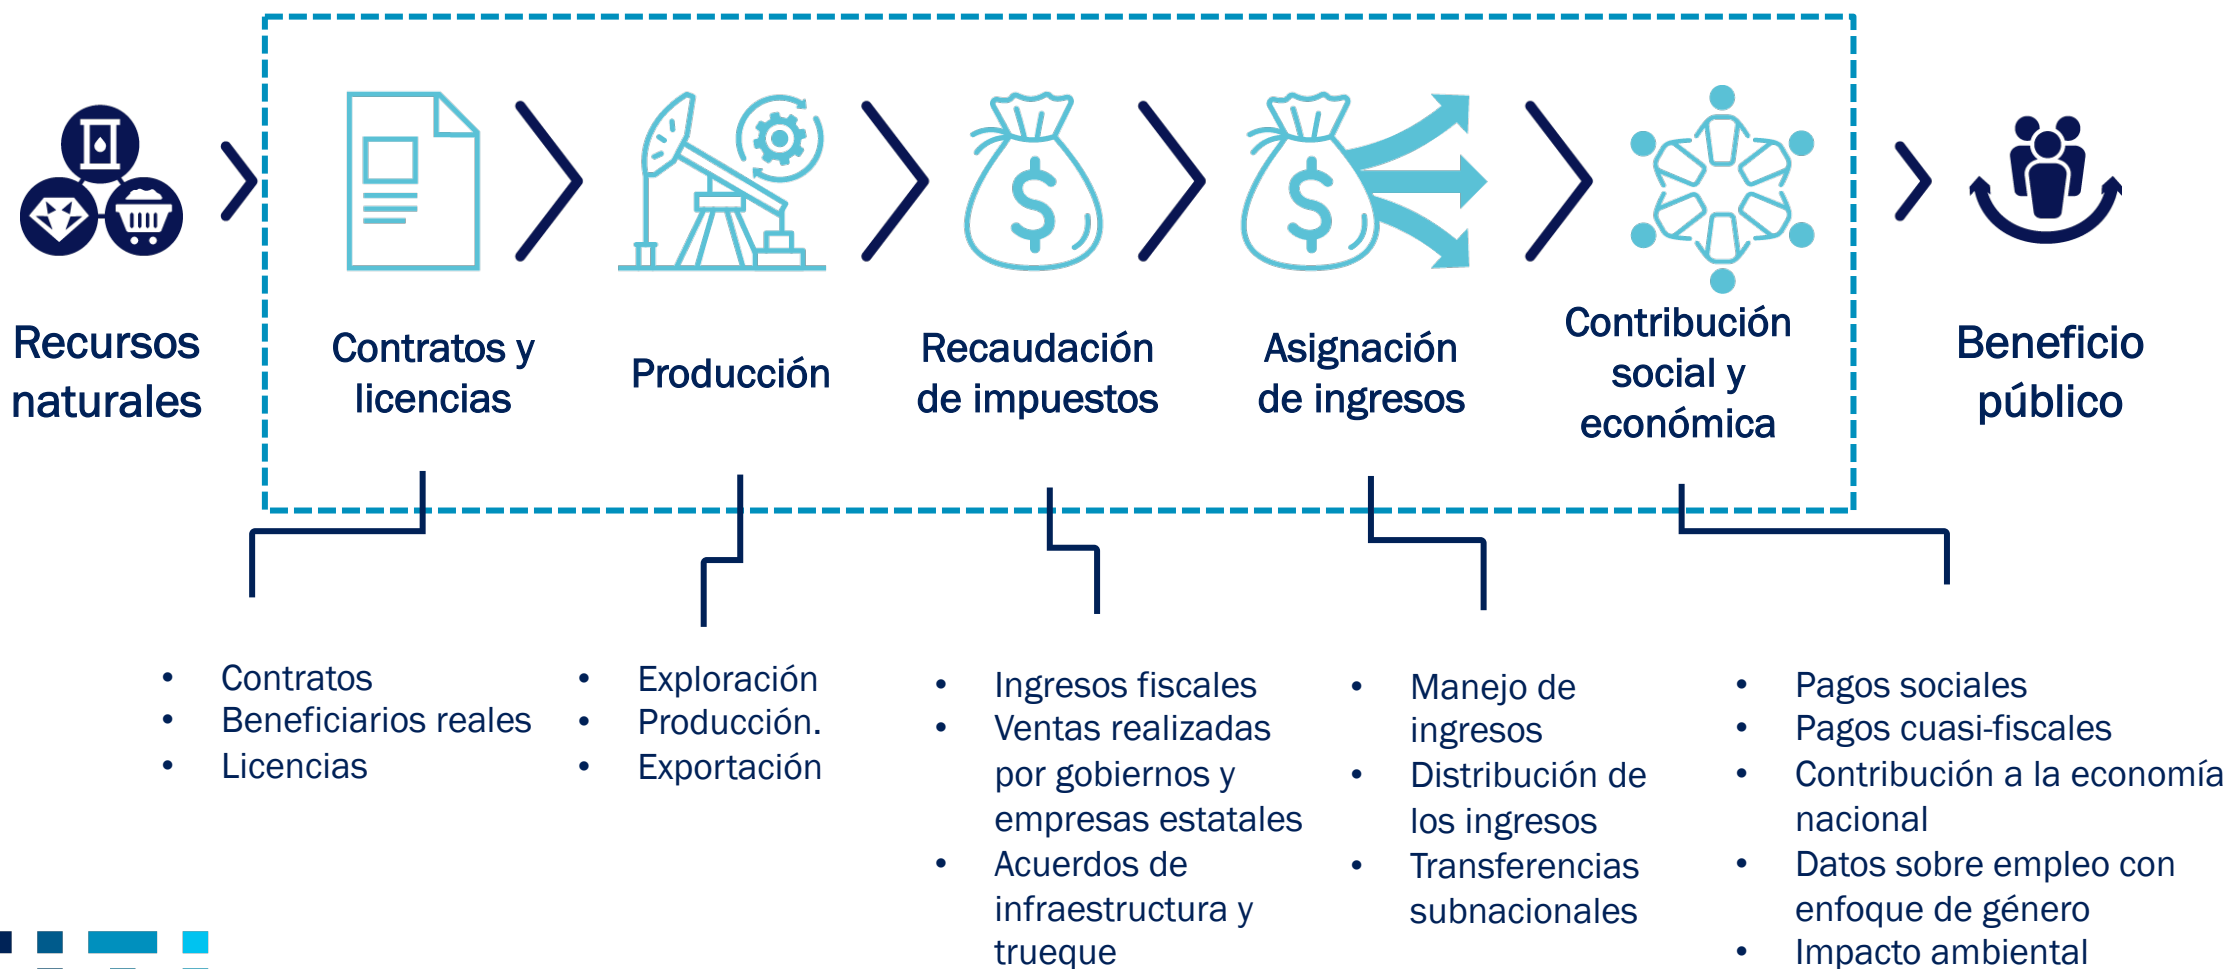 Recursos
naturales
Contratos y
licencias
Producción
Recaudación
de impuestos
Asignación
de ingresos
Contribución
social y
económica
Beneficio
público
• Contratos
• Beneficiarios reales
• Licencias
• Exploración
• Producción.
• Exportación
• Ingresos fiscales
• Ventas realizadas
por gobiernos y
empresas estatales
• Acuerdos de
infraestructura y
trueque
• Manejo de
ingresos
• Distribución de
los ingresos
• Transferencias
subnacionales
• Pagos sociales
• Pagos cuasi-fiscales
• Contribución a la economía
nacional
• Datos sobre empleo con
enfoque de género
• Impacto ambiental